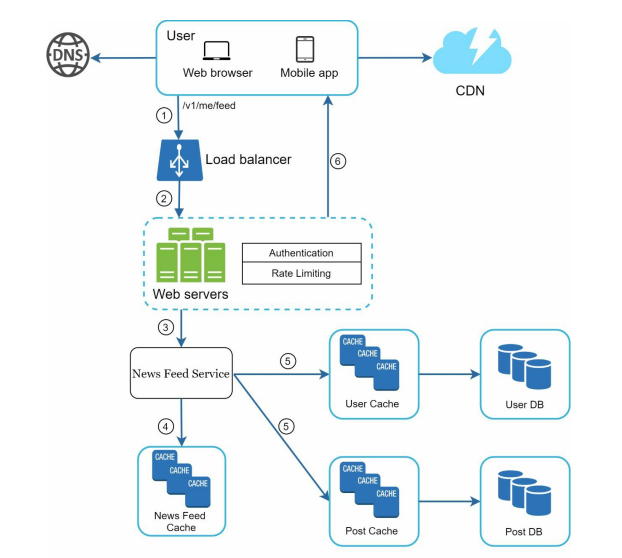 User
DNS
Web browser
Mobile app
CDN
1
/v1/me/feed
Load balancer
6
2
Authentication
Rate Limiting
Web servers
3
News Feed Service
5
CACHE
CACHE
CACHE
User Cache
User DB
4
5
CACHE
CACHE
CACHE
News Feed
Cache
CACHE
CACHE
CACHE
Post Cache
Post DB